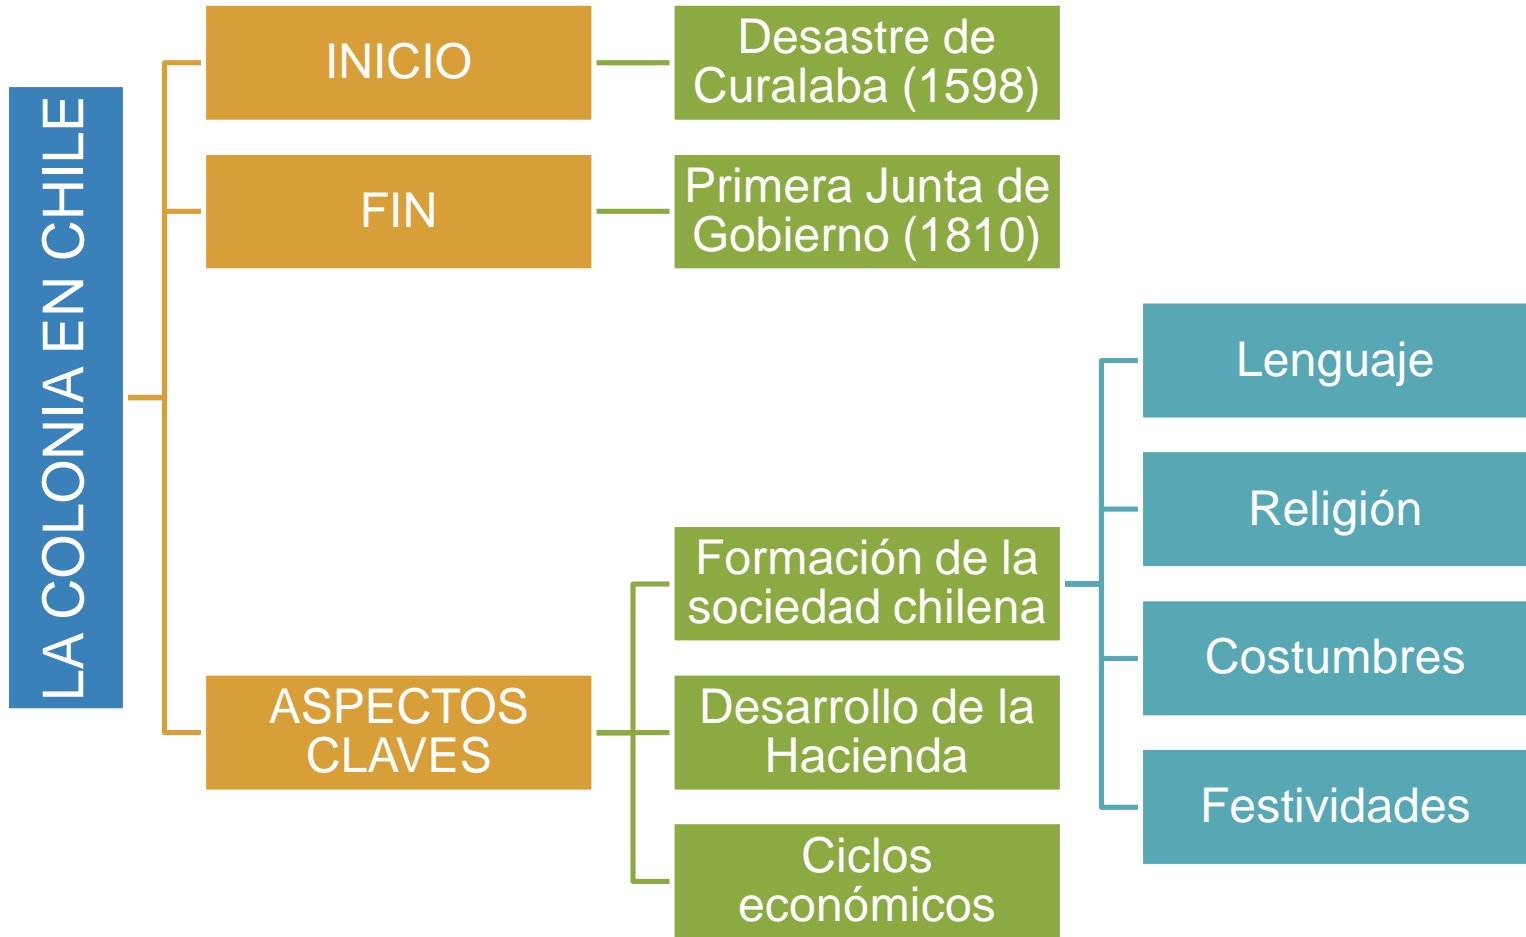 LA COLONIA EN CHILE
INICIO
Desastre de
Curalaba (1598)
FIN
Primera Junta de
Gobierno (1810)
ASPECTOS
CLAVES
Formación de la
sociedad chilena
Lenguaje
Religión
Costumbres
Festividades
Desarrollo de la
Hacienda
Ciclos
económicos